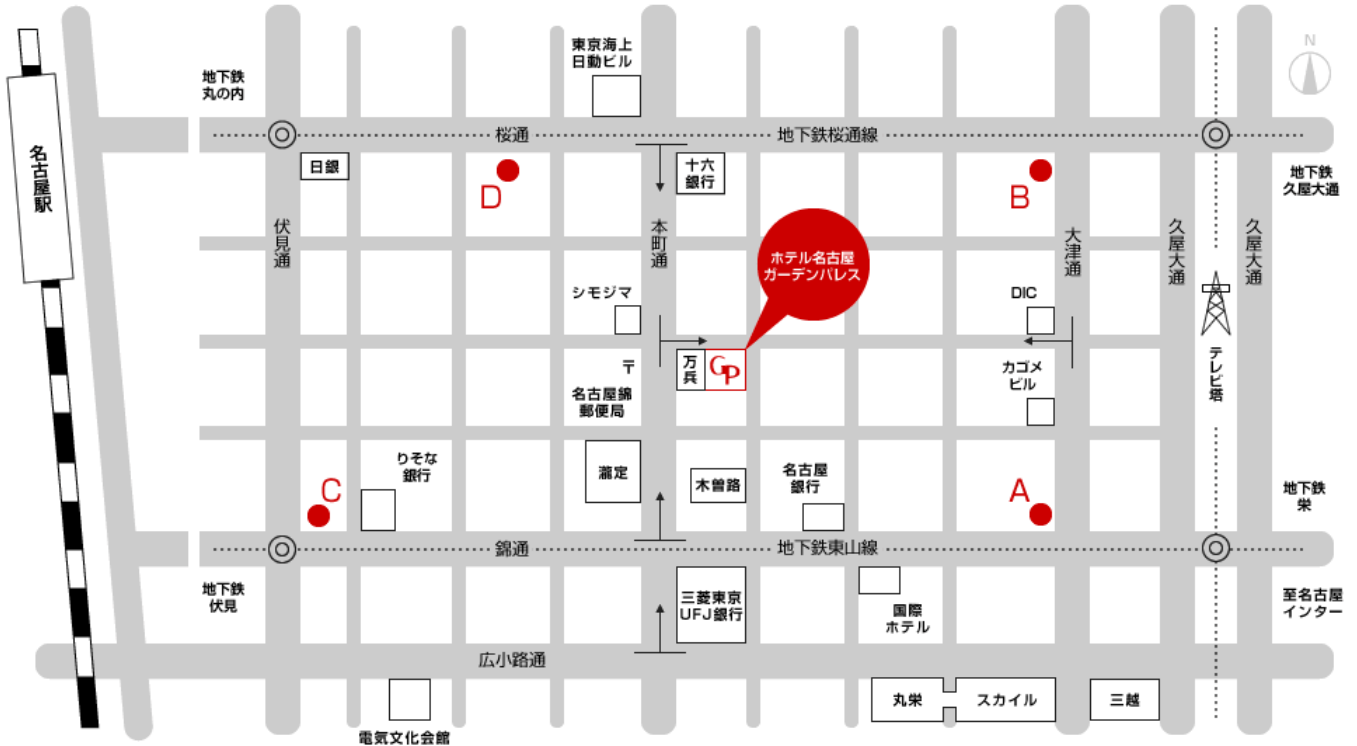 東京海上
日動ビル
N
地下鉄
丸の内
桜通
地下鉄桜通線
名古屋駅
日銀
D
十六
銀行
B
地下鉄
久屋大通
伏見通
本町通
大津通
久屋大通
久屋大通
ホテル名古屋
ガーデンパレス
シモジマ
DIC
〒
万兵
GP
カゴメ
ビル
テレビ塔
名古屋錦
郵便局
りそな
銀行
瀧定
木曽路
名古屋
銀行
C
A
地下鉄
栄
錦通
地下鉄東山線
地下鉄
伏見
三菱東京
UFJ銀行
国際
ホテル
至名古屋
インター
広小路通
丸栄
スカイル
三越
電気文化会館